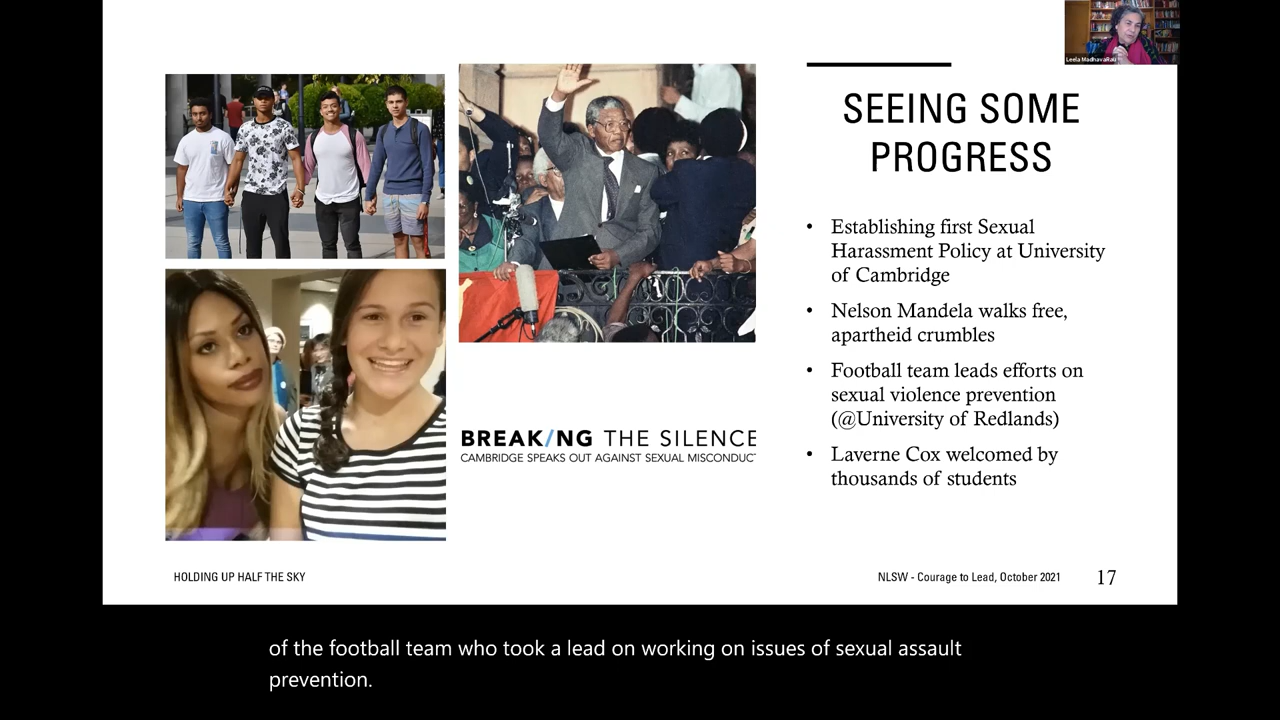 Leela MadhavaRau
SEEING SOME
PROGRESS
• Establishing first Sexual
Harassment Policy at University
of Cambridge
• Nelson Mandela walks free,
apartheid crumbles
• Football team leads efforts on
sexual violence prevention
(@University of Redlands)
• Laverne Cox welcomed by
thousands of students
BREAK/NG THE SILENCE
CAMBRIDGE SPEAKS OUT AGAINST SEXUAL MISCONDUC
HOLDING UP HALF THE SKY
NLSW - Courage to Lead, October 2021
17
of the football team who took a lead on working on issues of sexual assault
prevention.